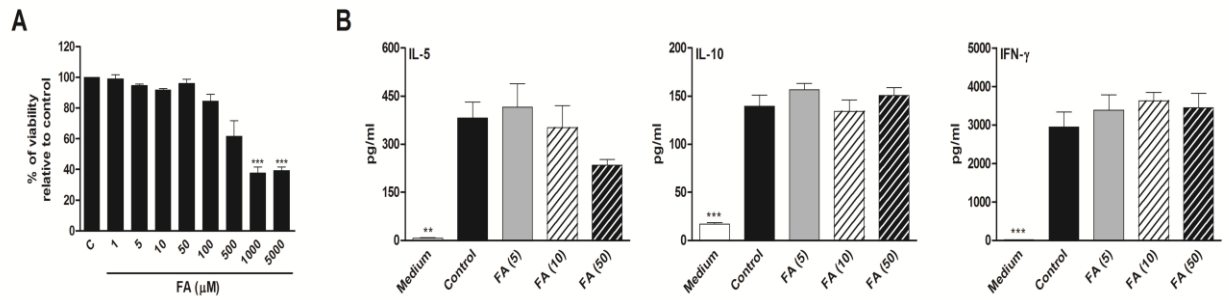 A
% of viability
relative to control
120
100
80
60
40
20
0
*** ***
C 1 5 10 50 100 500 1000 5000
FA (μM)
B
IL-5
pg/ml
600
450
300
150
0
**
Medium Control FA (5) FA (10) FA (50)
IL-10
pg/ml
200
150
100
50
0
***
Medium Control FA (5) FA (10) FA (50)
IFN-γ
pg/ml
5000
4000
3000
2000
1000
0
***
Medium Control FA (5) FA (10) FA (50)